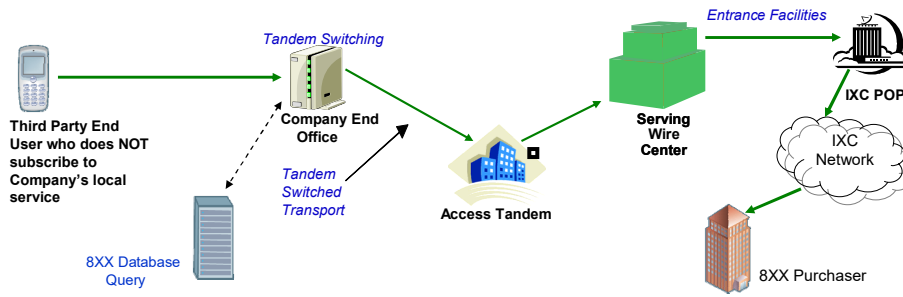 Tandem Switching
Entrance Facilities
Third Party End
User who does NOT
subscribe to
Company's local
service
Company End
Office
Tandem
Switched
Transport
8XX Database
Query
Access Tandem
Serving
Wire
Center
IXC POP
IXC
Network
8XX Purchaser